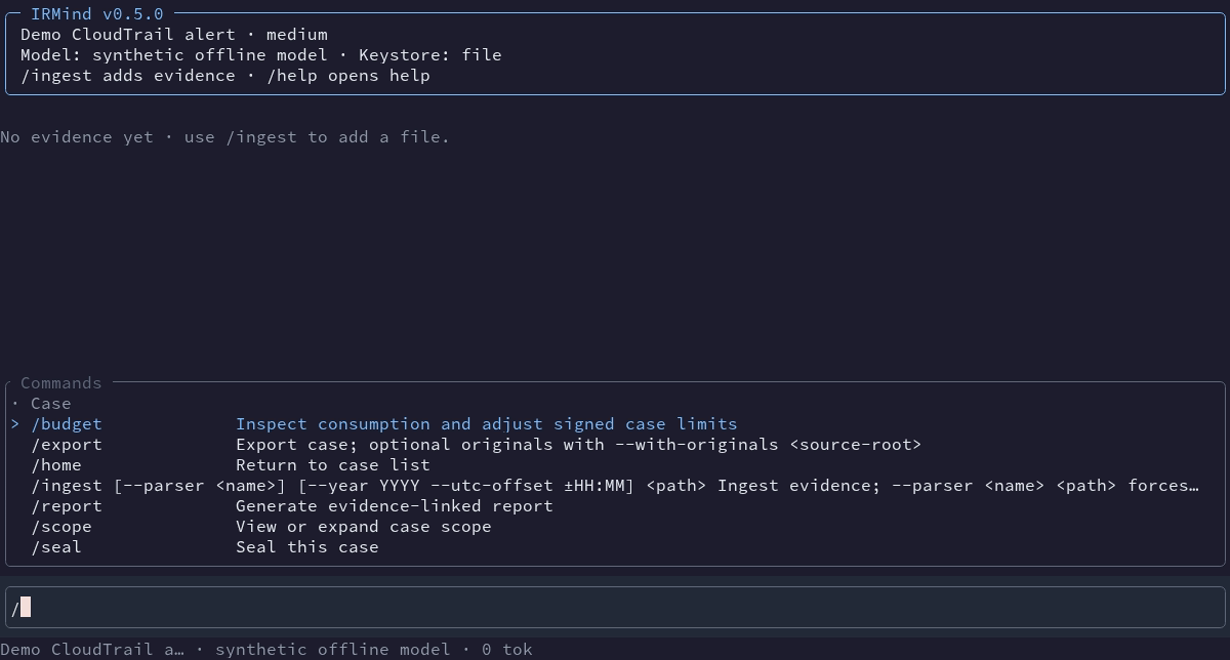 IRMind v0.5.0
Demo CloudTrail alert · medium
Model: synthetic offline model · Keystore: file
/ingest adds evidence · /help opens help
No evidence yet · use /ingest to add a file.
Commands
· Case
> /budget Inspect consumption and adjust signed case limits
/export Export case; optional originals with --with-originals <source-root>
/home Return to case list
/ingest [--parser <name>] [--year YYYY --utc-offset ±HH:MM] <path> Ingest evidence; --parser <name> <path> forces…
/report Generate evidence-linked report
/scope View or expand case scope
/seal Seal this case
/
Demo CloudTrail a… · synthetic offline model · 0 tok